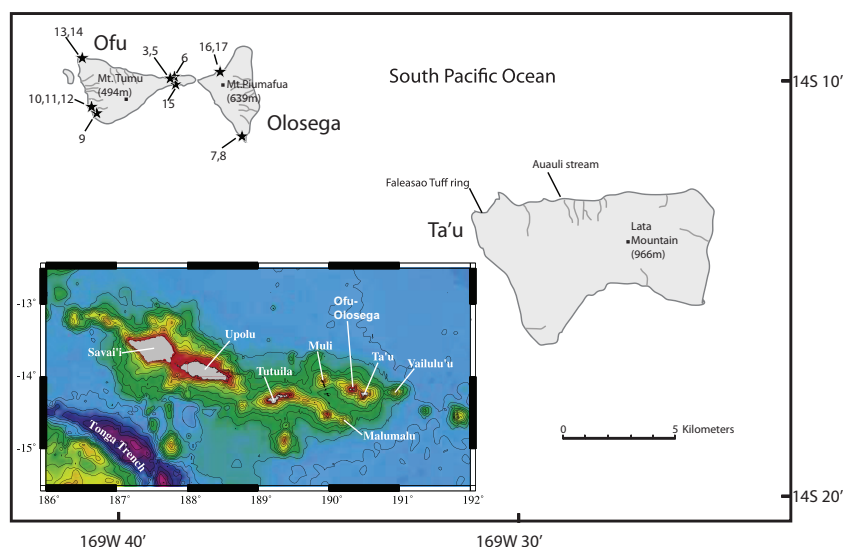 13,14
Ofu
3,5
6
16,17
Mt. Tumu
(494m)
Mt.Piumafua
(639m)
10,11,12
15
9
Olosega
7,8
South Pacific Ocean
14S 10'
Auauli stream
Faleasao Tuff ring
Ta'u
Lata
Mountain
(966m)
-13°
-14°
-15°
Savai'i
Upolu
Tutuila
Muli
Ofu-
Olosega
Ta'u
Vailulu'u
Malumalu
Tonga Trench
186°
187°
188°
189°
190°
191°
192°
0
5 Kilometers
14S 20'
169W 40'
169W 30'